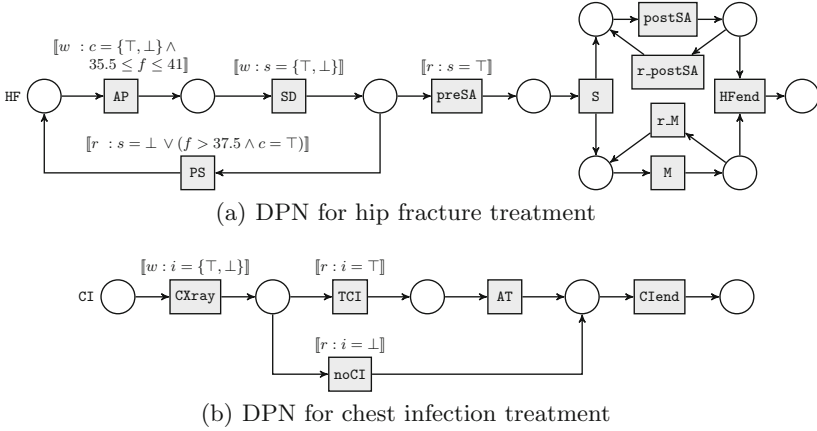 ⟦w : c = {⊤, ⊥} ∧
35.5 ≤ f ≤ 41⟧
⟦w : s = {⊤, ⊥}⟧
⟦r : s = ⊤⟧
HF
AP
SD
preSA
S
postSA
r_postSA
HFend
r_M
M
⟦r : s = ⊥ ∨ (f > 37.5 ∧ c = ⊤)⟧
PS
(a) DPN for hip fracture treatment
⟦w : i = {⊤, ⊥}⟧
⟦r : i = ⊤⟧
CI
CXray
TCI
AT
CIend
⟦r : i = ⊥⟧
noCI
(b) DPN for chest infection treatment